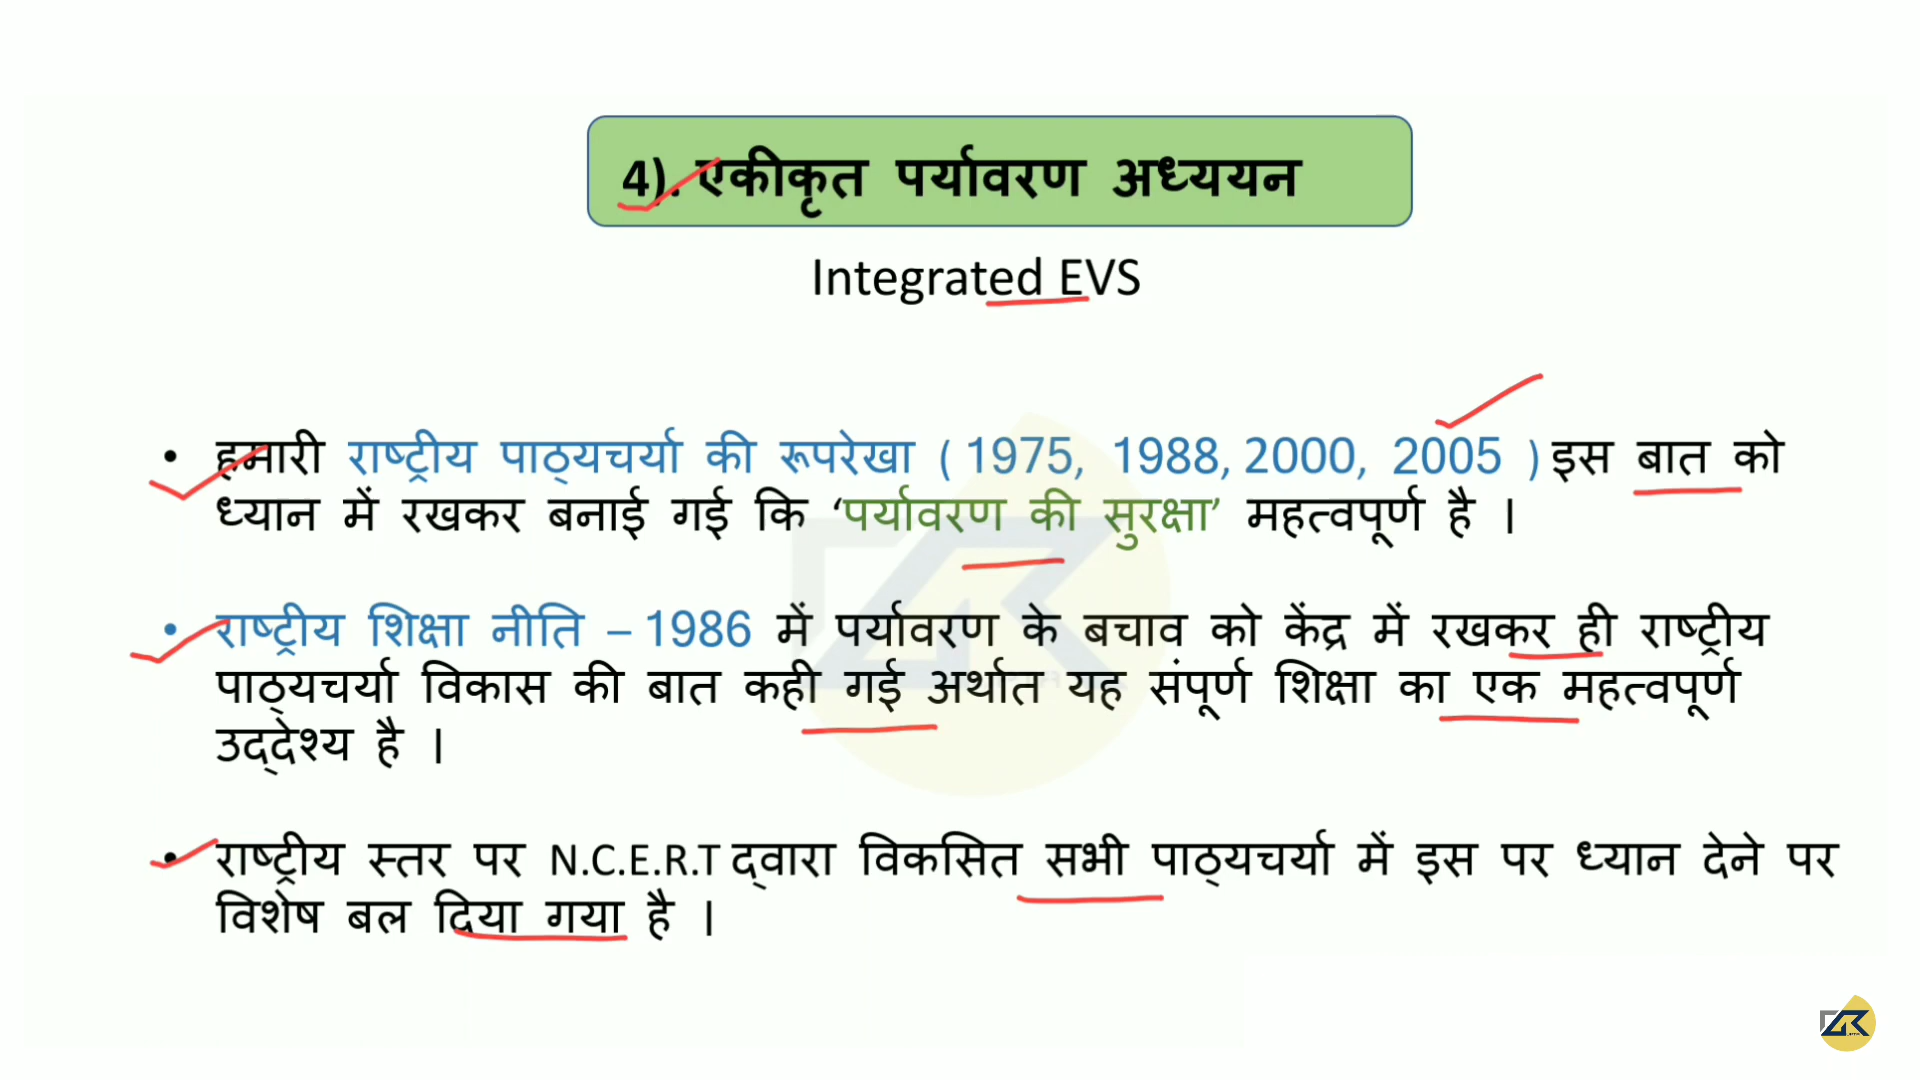 4). एकीकृत पर्यावरण अध्ययन
Integrated EVS
• हमारी राष्ट्रीय पाठ्यचर्या की रूपरेखा ( 1975, 1988, 2000, 2005 ) इस बात को
ध्यान में रखकर बनाई गई कि ‘पर्यावरण की सुरक्षा’ महत्वपूर्ण है ।
• राष्ट्रीय शिक्षा नीति – 1986 में पर्यावरण के बचाव को केंद्र में रखकर ही राष्ट्रीय
पाठ्यचर्या विकास की बात कही गई अर्थात यह संपूर्ण शिक्षा का एक महत्वपूर्ण
उद्देश्य है ।
• राष्ट्रीय स्तर पर N.C.E.R.T द्वारा विकसित सभी पाठ्यचर्या में इस पर ध्यान देने पर
विशेष बल दिया गया है ।